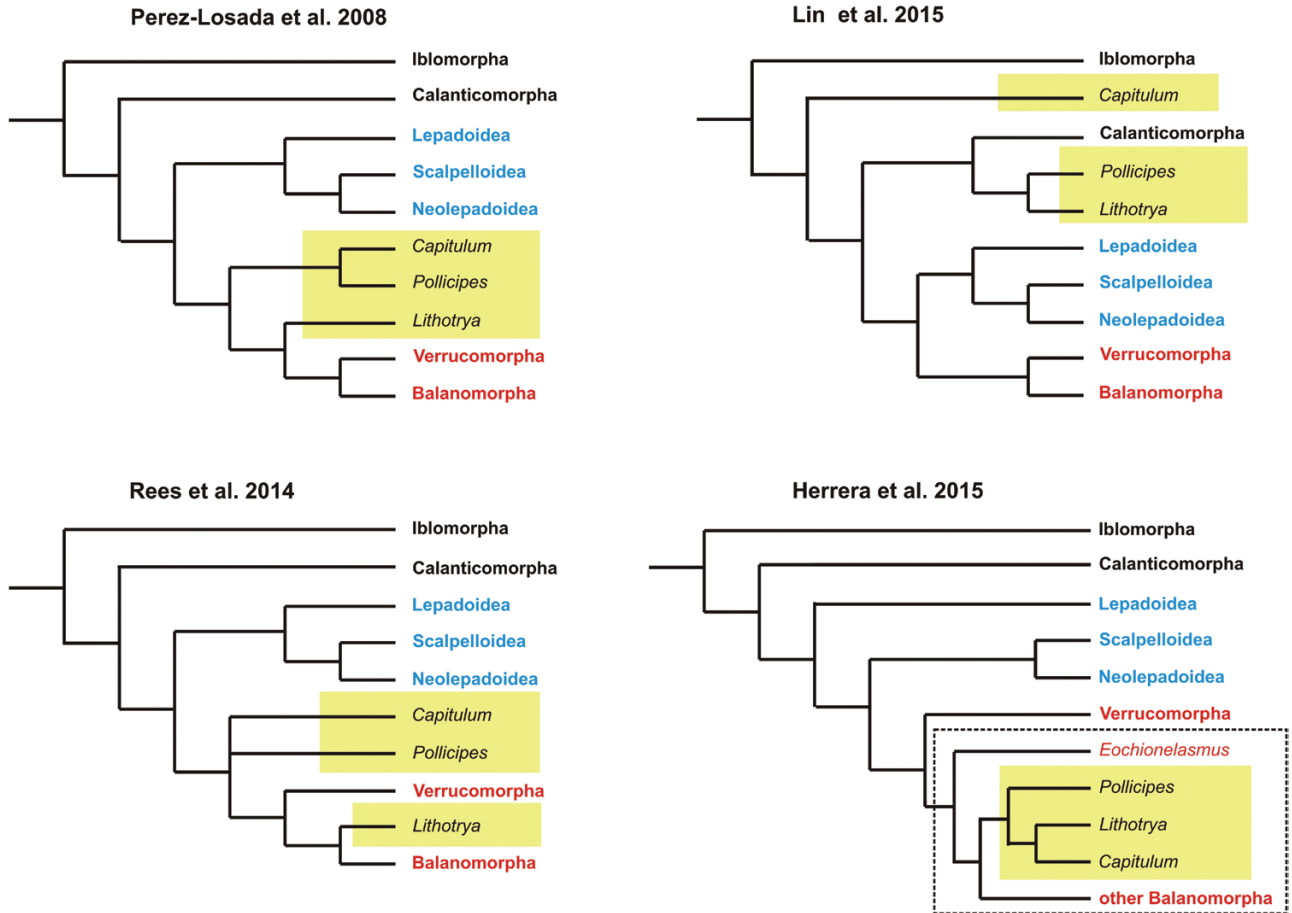 Perez-Losada et al. 2008
Iblomorpha
Calanticomorpha
Lepadoidea
Scalpelloidea
Neolepadoidea
Capitulum
Pollicipes
Lithotrya
Verrucomorpha
Balanomorpha
Lin et al. 2015
Iblomorpha
Capitulum
Calanticomorpha
Pollicipes
Lithotrya
Lepadoidea
Scalpelloidea
Neolepadoidea
Verrucomorpha
Balanomorpha
Rees et al. 2014
Iblomorpha
Calanticomorpha
Lepadoidea
Scalpelloidea
Neolepadoidea
Capitulum
Pollicipes
Verrucomorpha
Lithotrya
Balanomorpha
Herrera et al. 2015
Iblomorpha
Calanticomorpha
Lepadoidea
Scalpelloidea
Neolepadoidea
Verrucomorpha
Eochionelasmus
Pollicipes
Lithotrya
Capitulum
other Balanomorpha